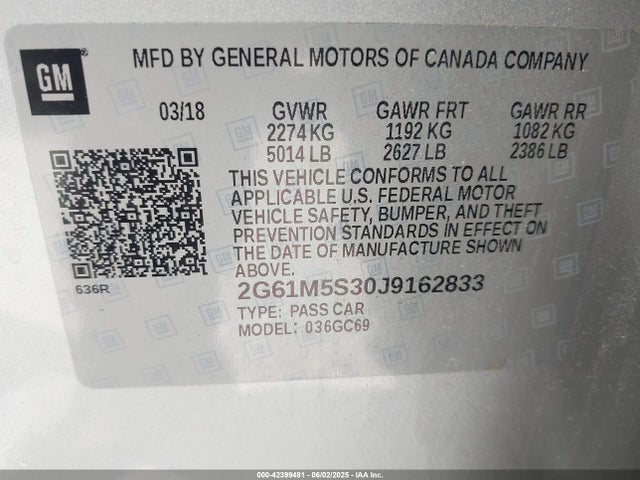 GM
MFD BY GENERAL MOTORS OF CANADA COMPANY
03/18 GVWR GAWR FRT GAWR RR
2274 KG 1192 KG 1082 KG
5014 LB 2627 LB 2386 LB
THIS VEHICLE CONFORMS TO ALL
APPLICABLE U.S. FEDERAL MOTOR
VEHICLE SAFETY, BUMPER, AND THEFT
PREVENTION STANDARDS IN EFFECT ON
THE DATE OF MANUFACTURE SHOWN
ABOVE.
636R
2G61M5S30J9162833
TYPE: PASS CAR
MODEL: 036GC69
000-42399481 - 06/02/2025 - IAA Inc.